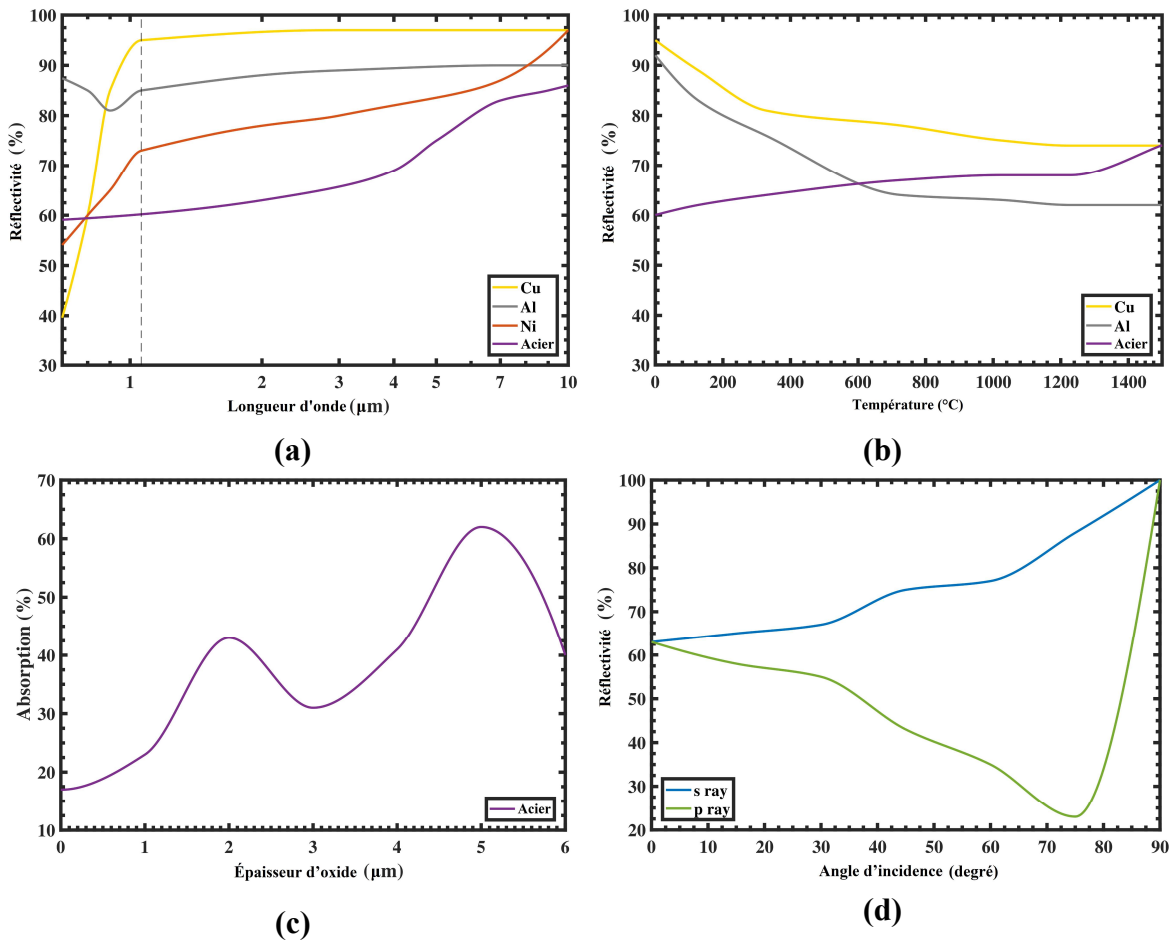 100
90
80
70
60
50
40
30
Réflectivité (%)
Cu
Al
Ni
Acier
1 2 3 4 5 7 10
Longueur d'onde (μm)
(a)
100
90
80
70
60
50
40
30
Réflectivité (%)
Cu
Al
Acier
0 200 400 600 800 1000 1200 1400
Température (°C)
(b)
70
60
50
40
30
20
10
Absorption (%)
Acier
0 1 2 3 4 5 6
Épaisseur d'oxide (μm)
(c)
100
90
80
70
60
50
40
30
20
Réflectivité (%)
s ray
p ray
0 10 20 30 40 50 60 70 80 90
Angle d'incidence (degré)
(d)